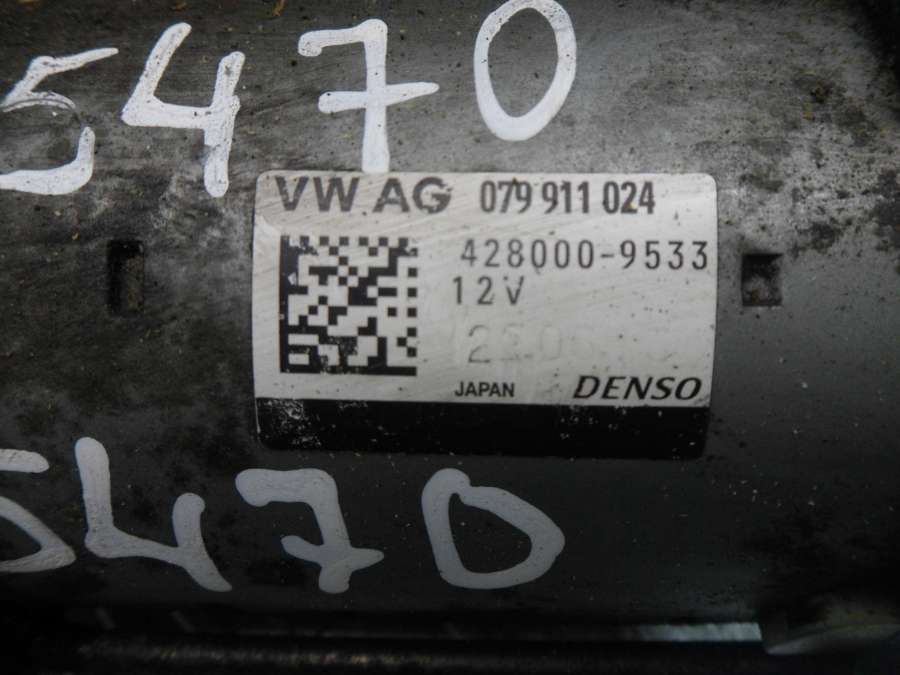 5470
VW AG 079 911 024
428000-9533
12V
JAPAN DENSO
5470